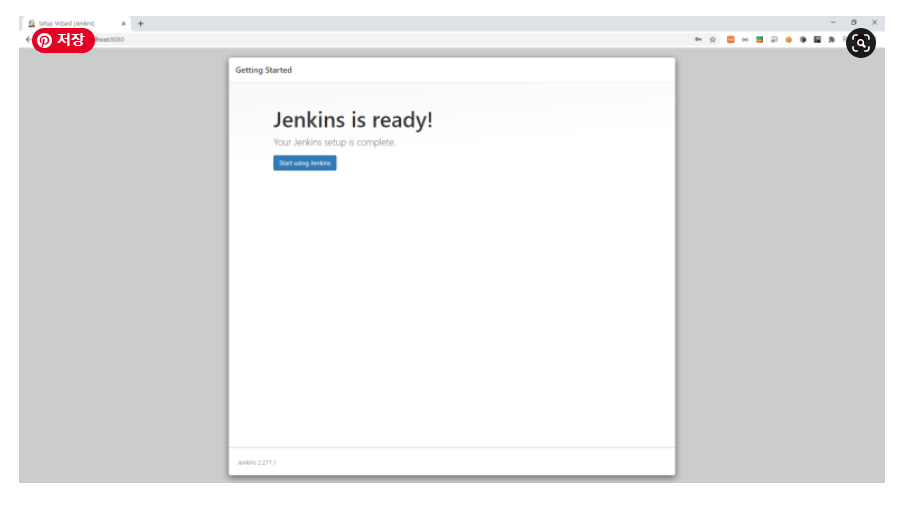 Setup Wizard [Jenkins]
저장
Getting Started
Jenkins is ready!
Your Jenkins setup is complete.
Start using Jenkins
Jenkins 2.277.1